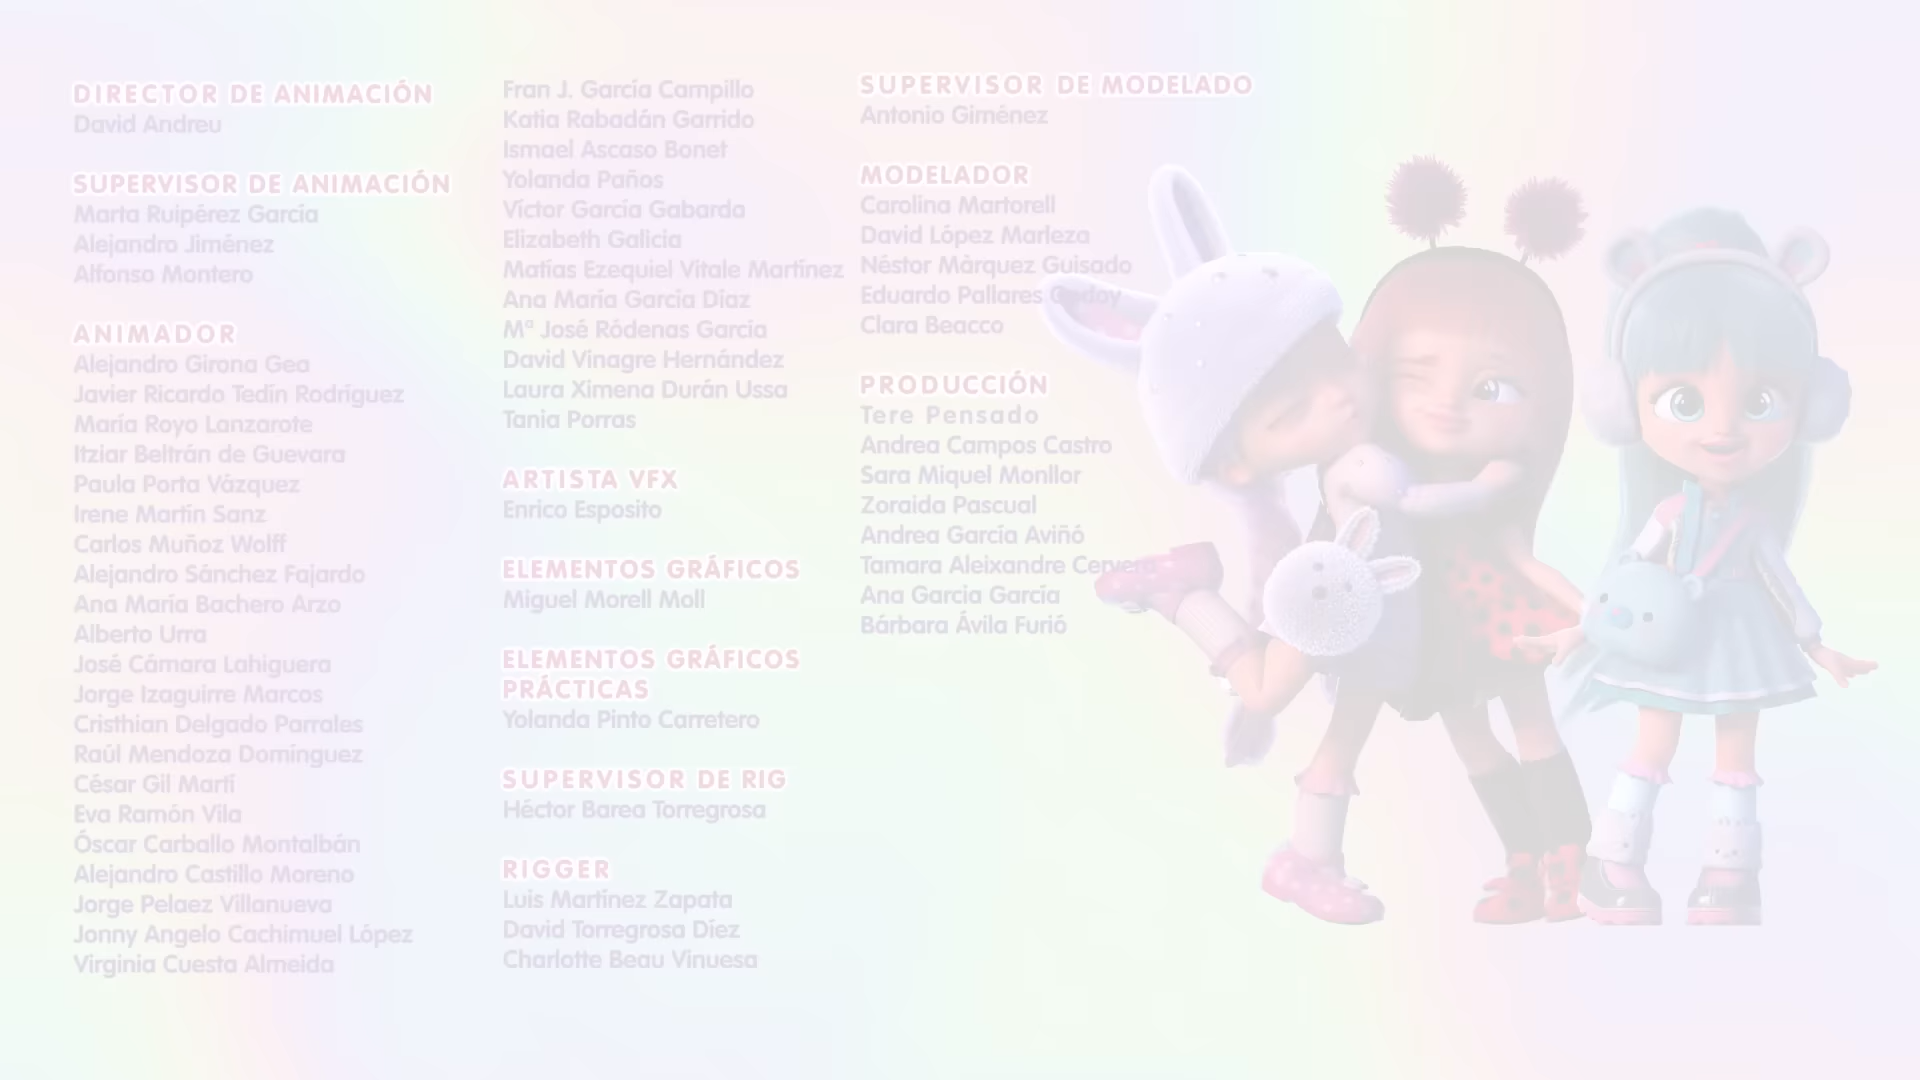 DIRECTOR DE ANIMACIÓN
David Andreu
SUPERVISOR DE ANIMACIÓN
Marta Ruipérez García
Alejandro Jiménez
Alfonso Montero
ANIMADOR
Alejandro Girona Gea
Javier Ricardo Tedín Rodríguez
María Royo Lanzarote
Itziar Beltrán de Guevara
Paula Porta Vázquez
Irene Martín Sanz
Carlos Muñoz Wolff
Alejandro Sánchez Fajardo
Ana María Bachero Arzo
Alberto Urra
José Cámara Lahiguera
Jorge Izaguirre Marcos
Cristhian Delgado Parrales
Raúl Mendoza Domínguez
César Gil Martí
Eva Ramón Vila
Óscar Carballo Montalbán
Alejandro Castillo Moreno
Jorge Pelaez Villanueva
Jonny Angelo Cachimuel López
Virginia Cuesta Almeida
Fran J. García Campillo
Katia Rabadán Garrido
Ismael Ascaso Bonet
Yolanda Paños
Víctor García Gabarda
Elizabeth Galicia
Matías Ezequiel Vitale Martínez
Ana María García Díaz
Mª José Ródenas García
David Vinagre Hernández
Laura Ximena Durán Ussa
Tania Porras
ARTISTA VFX
Enrico Esposito
ELEMENTOS GRÁFICOS
Miguel Morell Moll
ELEMENTOS GRÁFICOS
PRÁCTICAS
Yolanda Pinto Carretero
SUPERVISOR DE RIG
Héctor Barea Torregrosa
RIGGER
Luis Martínez Zapata
David Torregrosa Díez
Charlotte Beau Vinuesa
SUPERVISOR DE MODELADO
Antonio Giménez
MODELADOR
Carolina Martorell
David López Marleza
Néstor Márquez Guisado
Eduardo Pallares Godoy
Clara Beacco
PRODUCCIÓN
Tere Pensado
Andrea Campos Castro
Sara Miquel Monllor
Zoraida Pascual
Andrea García Aviñó
Tamara Aleixandre Cervera
Ana Garcia García
Bárbara Ávila Furió